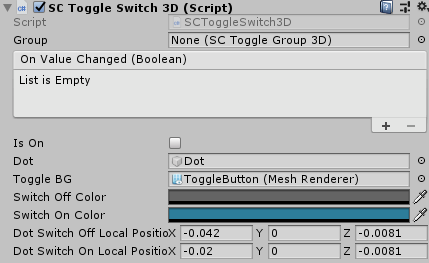 SC Toggle Switch 3D (Script)
Script SCToggleSwitch3D
Group None (SC Toggle Group 3D)
On Value Changed (Boolean)
List is Empty
+ −
Is On
Dot Dot
Toggle BG ToggleButton (Mesh Renderer)
Switch Off Color
Switch On Color
Dot Switch Off Local Positio X -0.042 Y 0 Z -0.0081
Dot Switch On Local Positio X -0.02 Y 0 Z -0.0081